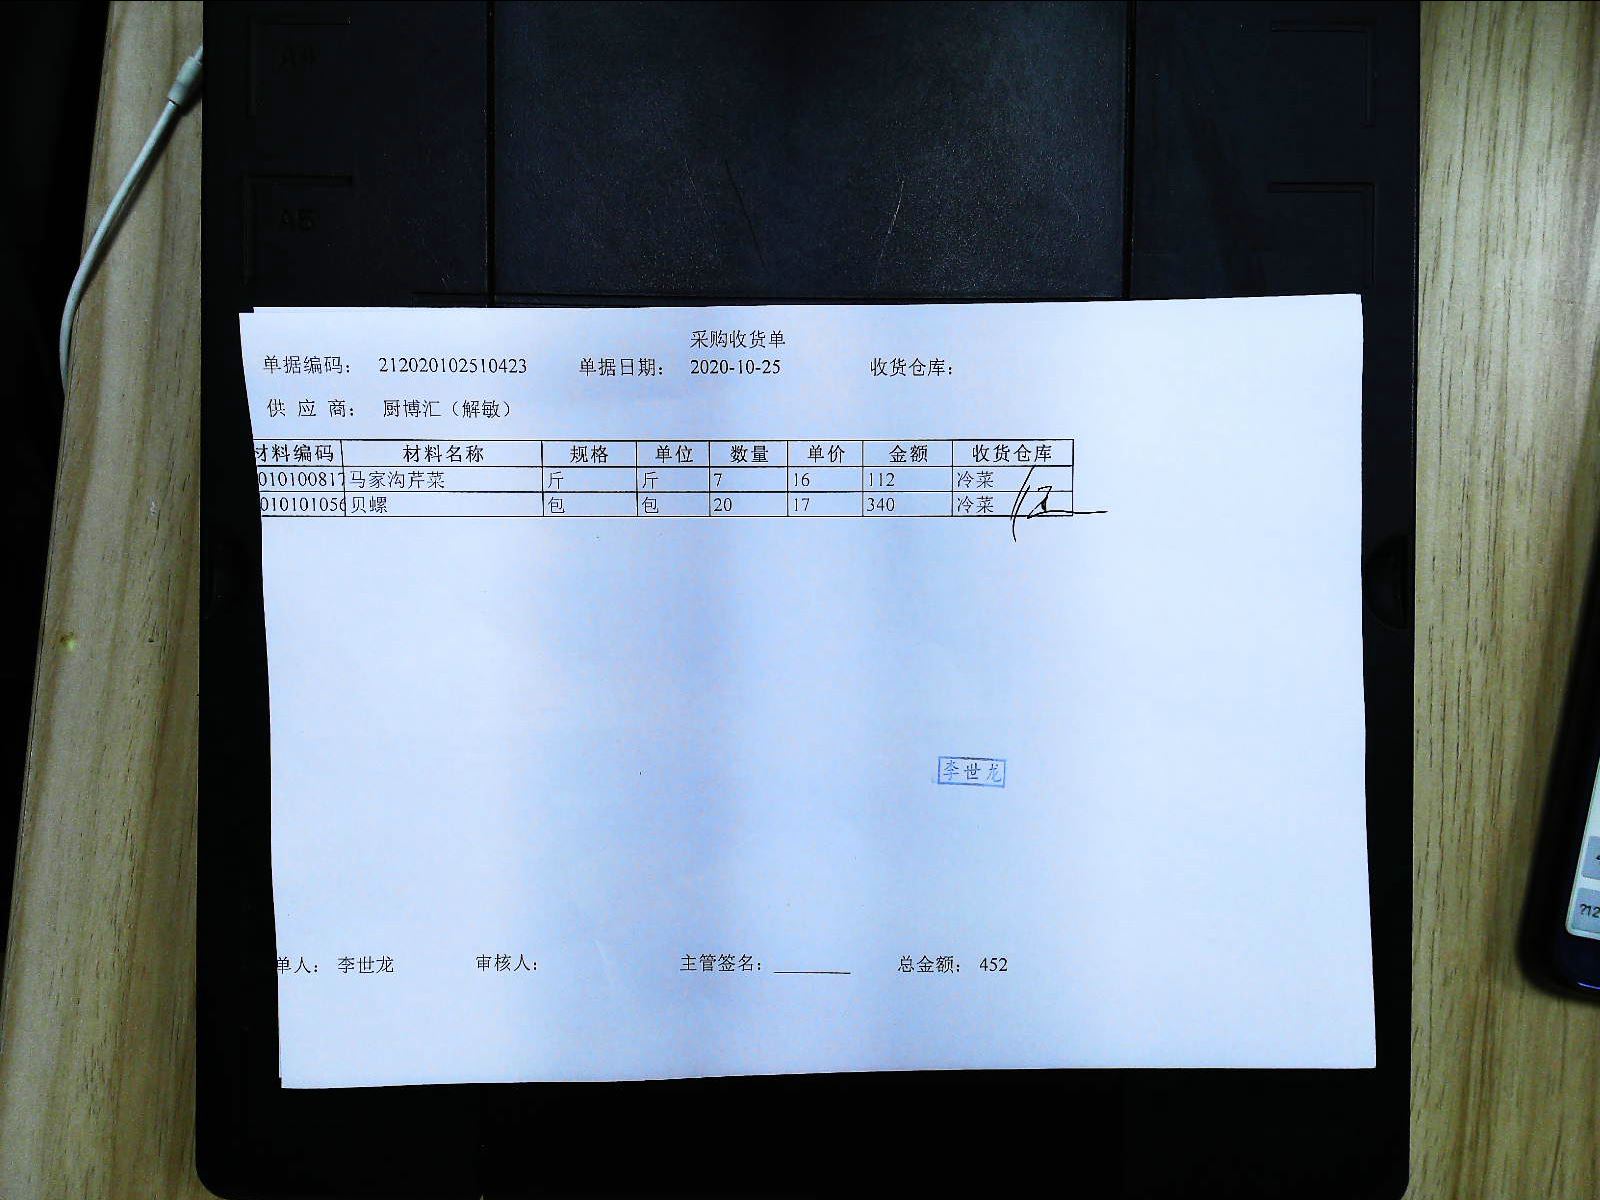 A4
A5
采购收货单
单据编码： 212020102510423 单据日期： 2020-10-25 收货仓库：
供 应 商： 厨博汇（解敏）
材料编码 材料名称 规格 单位 数量 单价 金额 收货仓库
010100817 马家沟芹菜 斤 斤 7 16 112 冷菜
010101056 贝螺 包 包 20 17 340 冷菜
李世龙
单人： 李世龙 审核人： 主管签名：________ 总金额： 452
?12